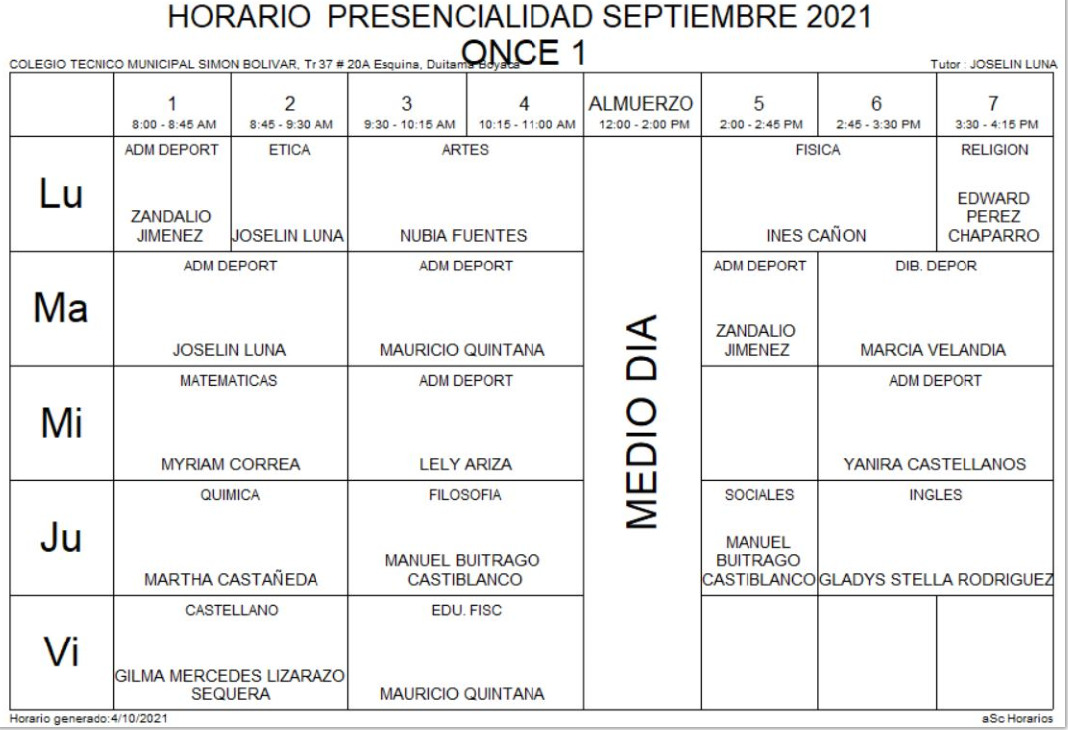 HORARIO PRESENCIALIDAD SEPTIEMBRE 2021
ONCE 1
COLEGIO TECNICO MUNICIPAL SIMON BOLIVAR, Tr 37 # 20A Esquina, Duitama Boyaca
Tutor : JOSELIN LUNA
1 2 3 4 ALMUERZO 5 6 7
8:00 - 8:45 AM 8:45 - 9:30 AM 9:30 - 10:15 AM 10:15 - 11:00 AM 12:00 - 2:00 PM 2:00 - 2:45 PM 2:45 - 3:30 PM 3:30 - 4:15 PM
Lu
ADM DEPORT
ZANDALIO
JIMENEZ
ETICA
JOSELIN LUNA
ARTES
NUBIA FUENTES
MEDIO DIA
FISICA
INES CAÑON
RELIGION
EDWARD
PEREZ
CHAPARRO
Ma
ADM DEPORT
JOSELIN LUNA
ADM DEPORT
MAURICIO QUINTANA
ADM DEPORT
ZANDALIO
JIMENEZ
DIB. DEPOR
MARCIA VELANDIA
Mi
MATEMATICAS
MYRIAM CORREA
ADM DEPORT
LELY ARIZA
ADM DEPORT
YANIRA CASTELLANOS
Ju
QUIMICA
MARTHA CASTAÑEDA
FILOSOFIA
MANUEL BUITRAGO
CASTIBLANCO
SOCIALES
MANUEL
BUITRAGO
CASTIBLANCO
INGLES
GLADYS STELLA RODRIGUEZ
Vi
CASTELLANO
GILMA MERCEDES LIZARAZO
SEQUERA
EDU. FISC
MAURICIO QUINTANA
Horario generado:4/10/2021
aSc Horarios